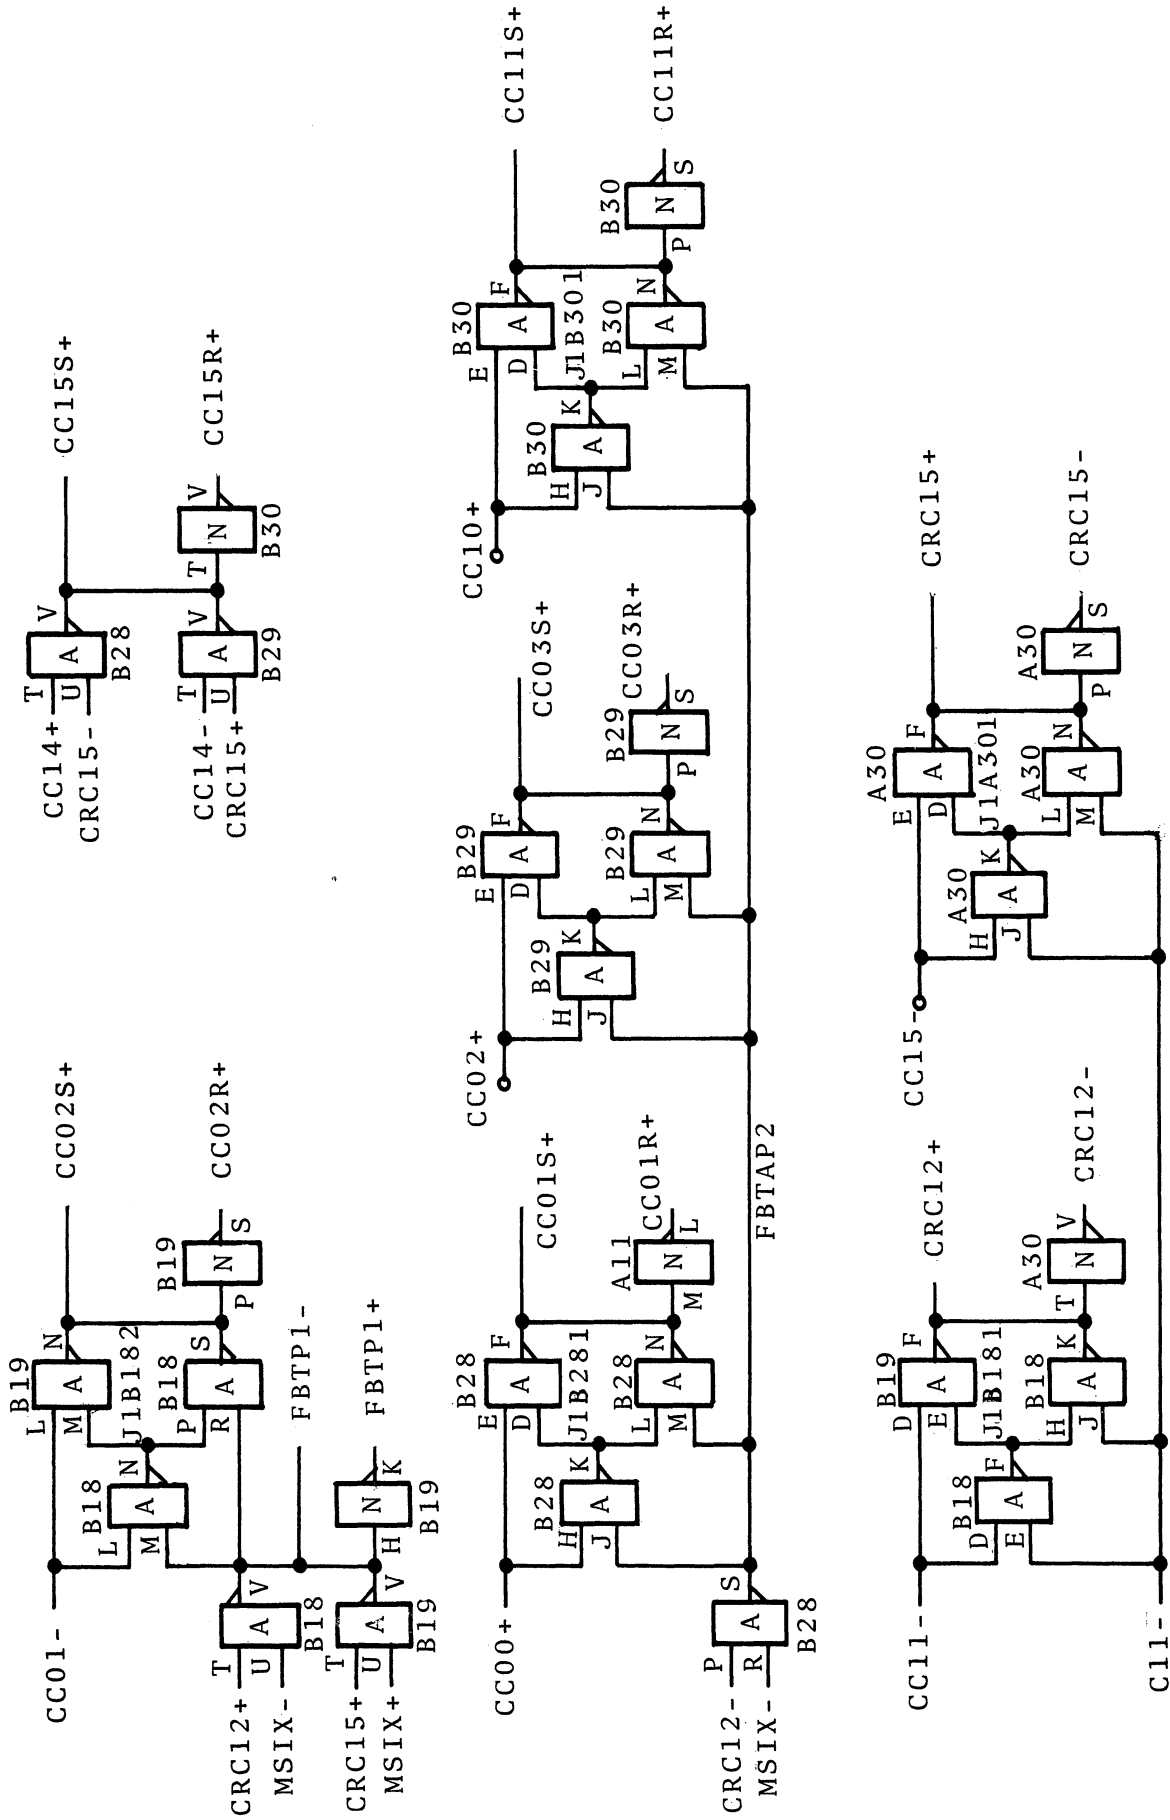 CC01-
L
M
B18
A
N
J1B182
L
M
B19
A
N
CC02S+
P
R
B18
A
S
P
B19
N
S
CC02R+
CRC12+
MSIX-
T
U
A
B18
V
FBTP1-
CRC15+
MSIX+
T
U
A
B19
V
H
N
B19
K
FBTP1+
CC14+
CRC15-
T
U
A
B28
V
CC15S+
CC14-
CRC15+
T
U
A
B29
V
T
N
B30
V
CC15R+
CC00+
H
J
B28
A
K
J1B281
E
D
B28
A
F
CC01S+
L
M
B28
A
N
M
A11
N
L
CC01R+
CRC12-
MSIX-
P
R
A
B28
S
FBTAP2
CC02+
H
J
B29
A
K
E
D
B29
A
F
CC03S+
L
M
B29
A
N
P
B29
N
S
CC03R+
CC10+
H
J
B30
A
K
J1B301
E
D
B30
A
F
CC11S+
L
M
B30
A
N
P
B30
N
S
CC11R+
CC11-
D
E
B18
A
F
J1B181
D
E
B19
A
F
CRC12+
H
J
B18
A
K
T
A30
N
V
CRC12-
C11-
CC15-
H
J
A30
A
K
J1A301
E
D
A30
A
F
CRC15+
L
M
A30
A
N
P
A30
N
S
CRC15-